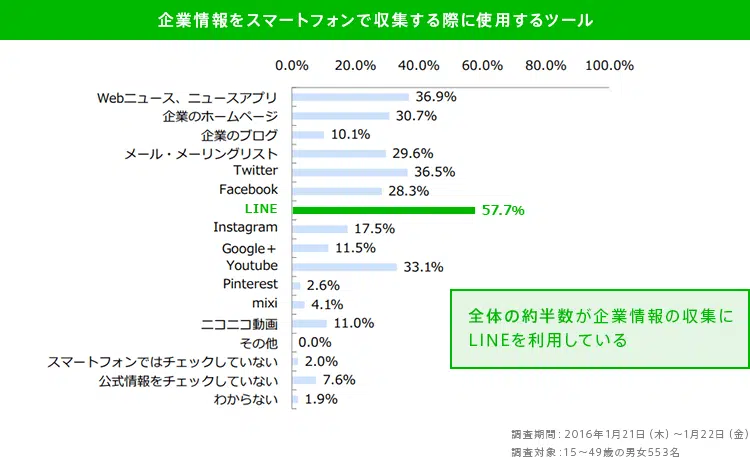 企業情報をスマートフォンで収集する際に使用するツール
0.0% 20.0% 40.0% 60.0% 80.0% 100.0%
Webニュース、ニュースアプリ 36.9%
企業のホームページ 30.7%
企業のブログ 10.1%
メール・メーリングリスト 29.6%
Twitter 36.5%
Facebook 28.3%
LINE 57.7%
Instagram 17.5%
Google+ 11.5%
Youtube 33.1%
Pinterest 2.6%
mixi 4.1%
ニコニコ動画 11.0%
その他 0.0%
スマートフォンではチェックしていない 2.0%
公式情報をチェックしていない 7.6%
わからない 1.9%
全体の約半数が企業情報の収集に
LINEを利用している
調査期間:2016年1月21日(木)~1月22日(金)
調査対象:15~49歳の男女553名